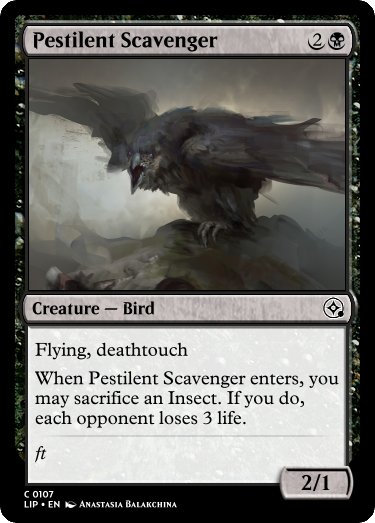 Pestilent Scavenger 2
Creature — Bird
Flying, deathtouch
When Pestilent Scavenger enters, you
may sacrifice an Insect. If you do,
each opponent loses 3 life.
ft
2/1
C 0107
LIP • EN Anastasia Balakchina